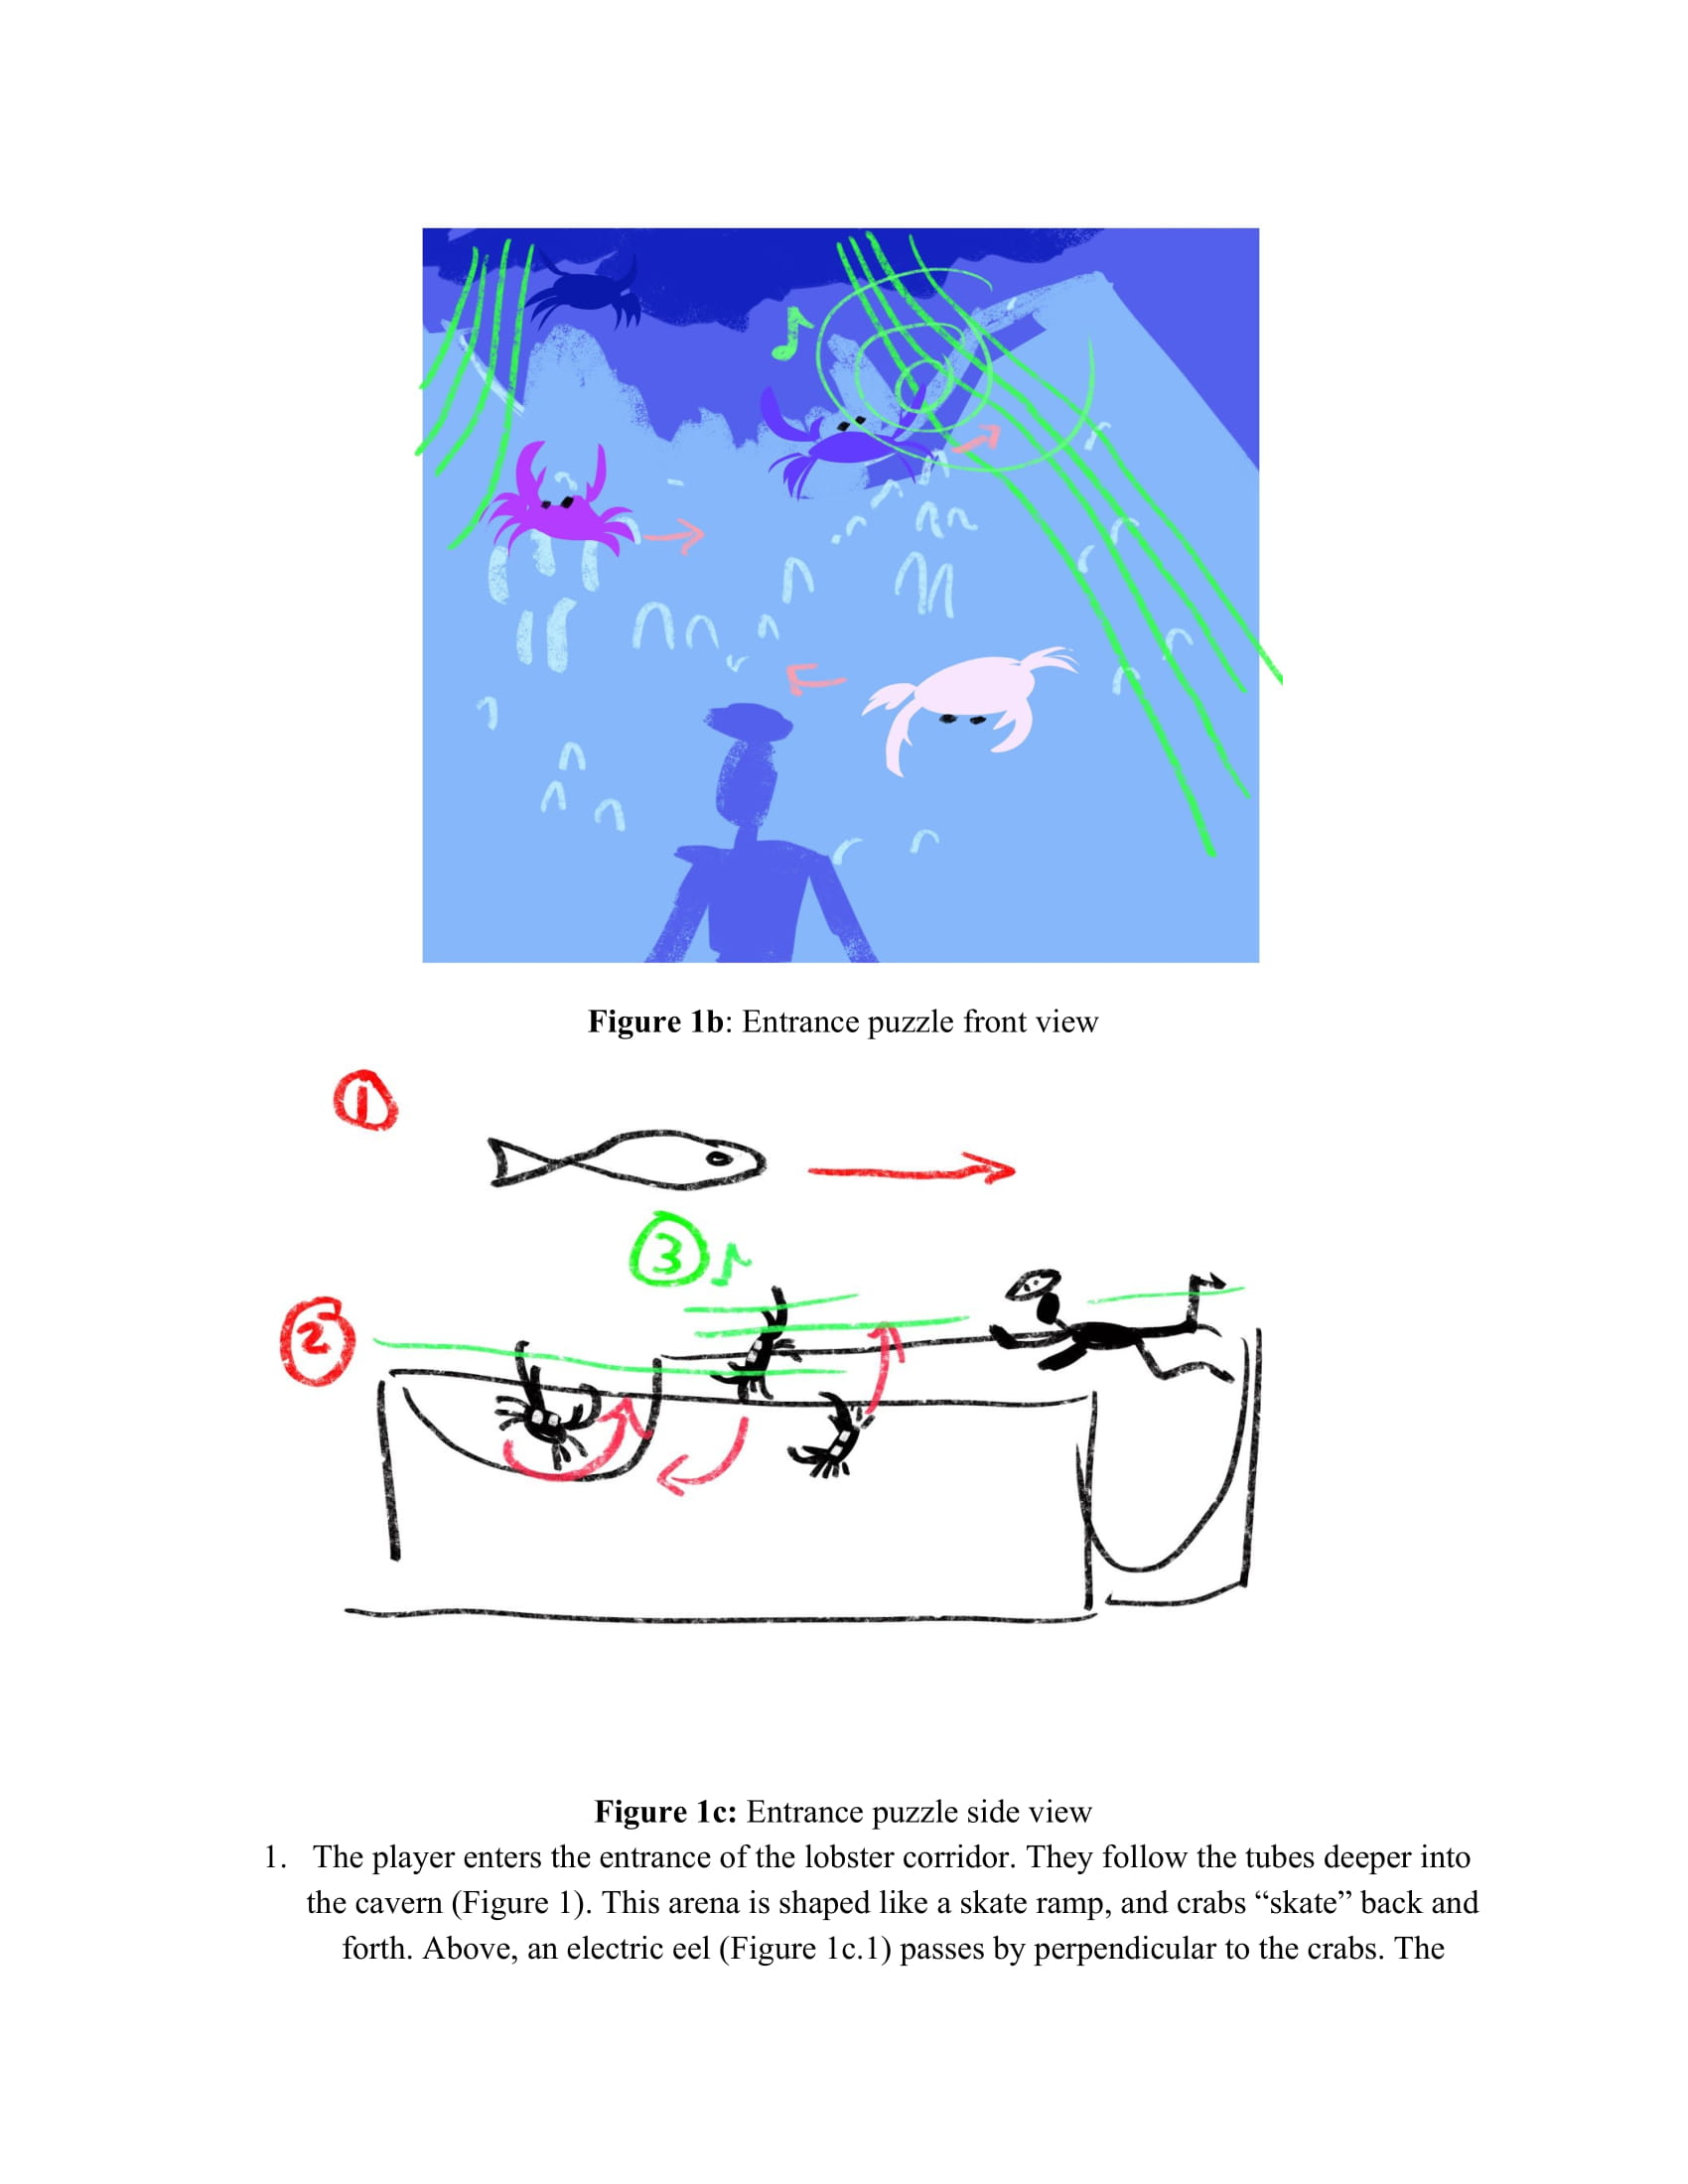 Figure 1b: Entrance puzzle front view
1
3
2
Figure 1c: Entrance puzzle side view
1. The player enters the entrance of the lobster corridor. They follow the tubes deeper into
the cavern (Figure 1). This arena is shaped like a skate ramp, and crabs “skate” back and
forth. Above, an electric eel (Figure 1c.1) passes by perpendicular to the crabs. The